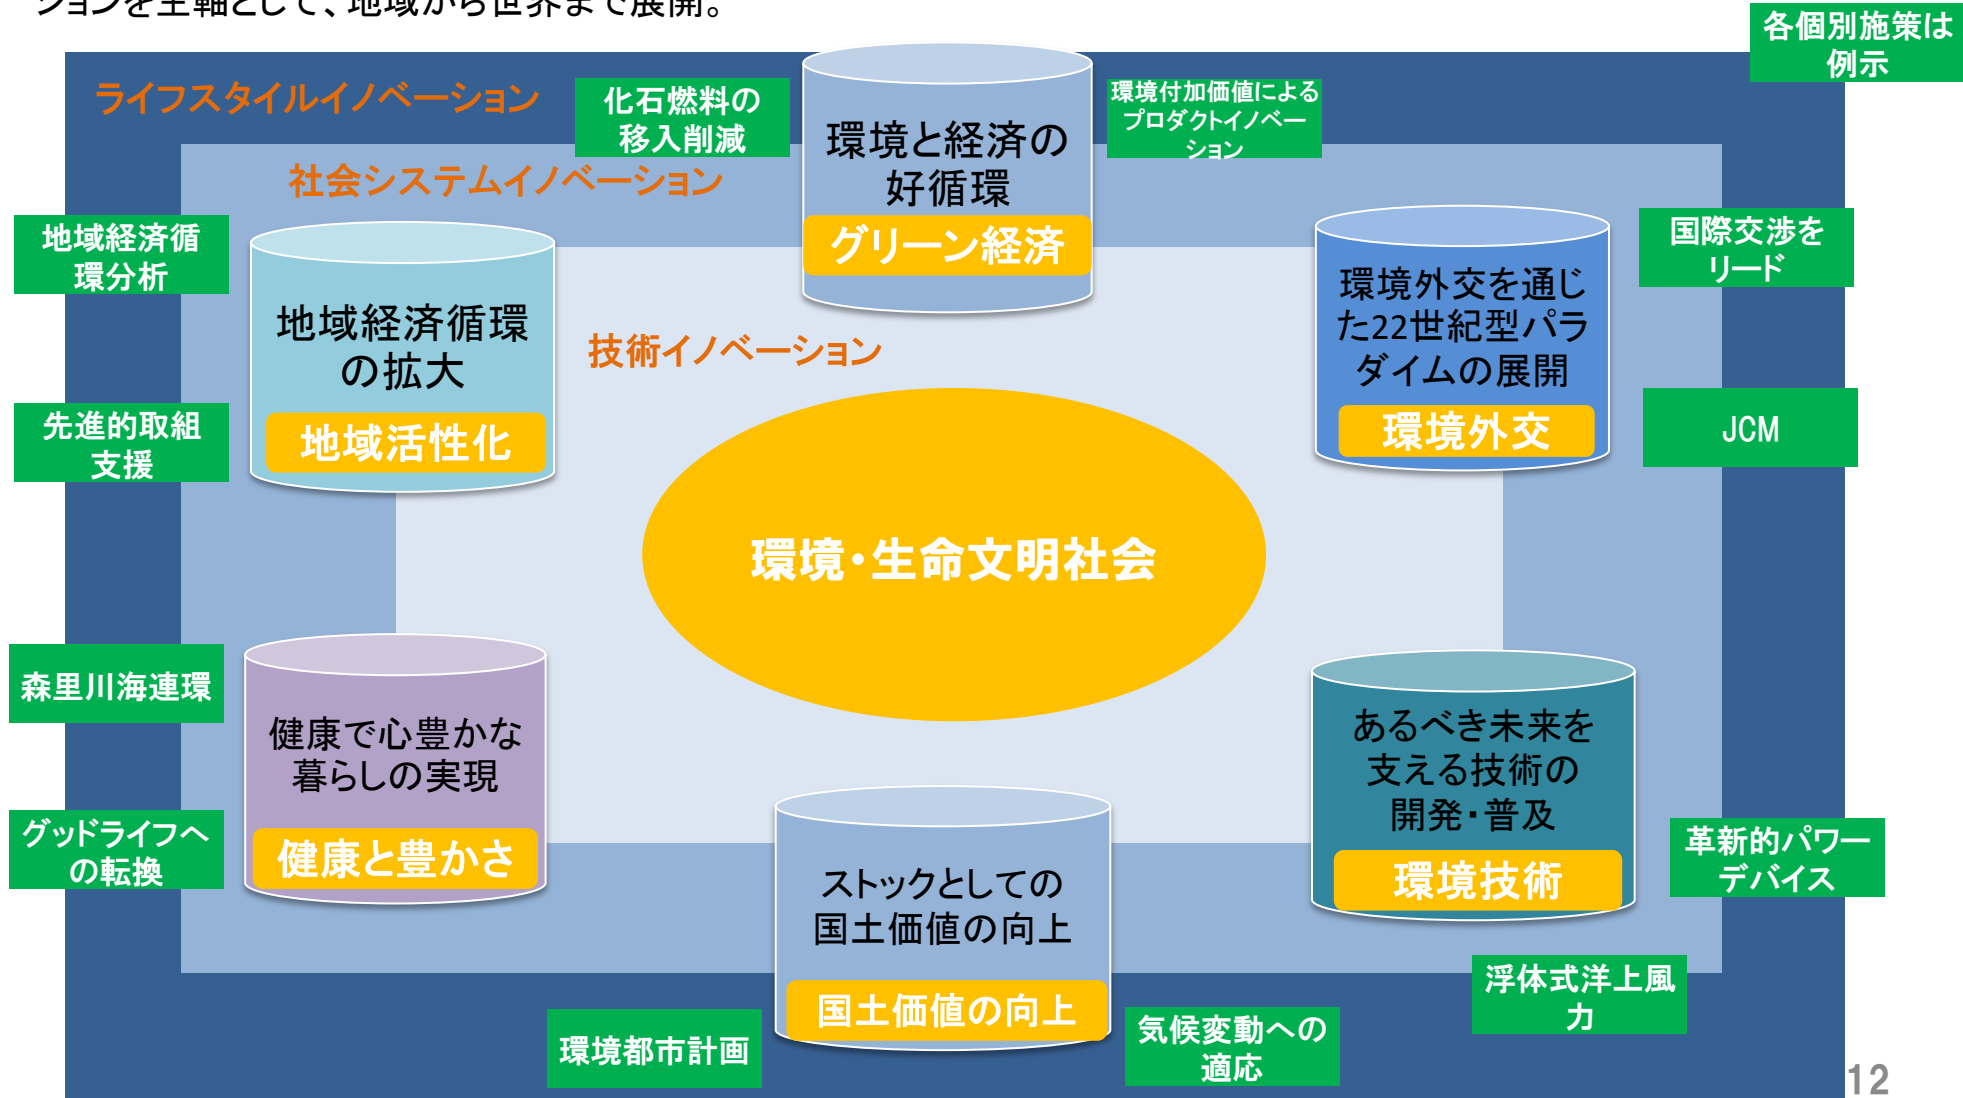 ションを主軸として、地域から世界まで展開。
各個別施策は
例示
ライフスタイルイノベーション
化石燃料の
移入削減
環境と経済の
好循環
グリーン経済
環境付加価値による
プロダクトイノベー
ション
社会システムイノベーション
地域経済循
環分析
地域経済循環
の拡大
地域活性化
先進的取組
支援
技術イノベーション
環境外交を通じ
た22世紀型パラ
ダイムの展開
環境外交
国際交渉を
リード
JCM
環境・生命文明社会
森里川海連環
健康で心豊かな
暮らしの実現
健康と豊かさ
グッドライフへ
の転換
ストックとしての
国土価値の向上
国土価値の向上
環境都市計画
気候変動への
適応
あるべき未来を
支える技術の
開発・普及
環境技術
革新的パワー
デバイス
浮体式洋上風
力
12